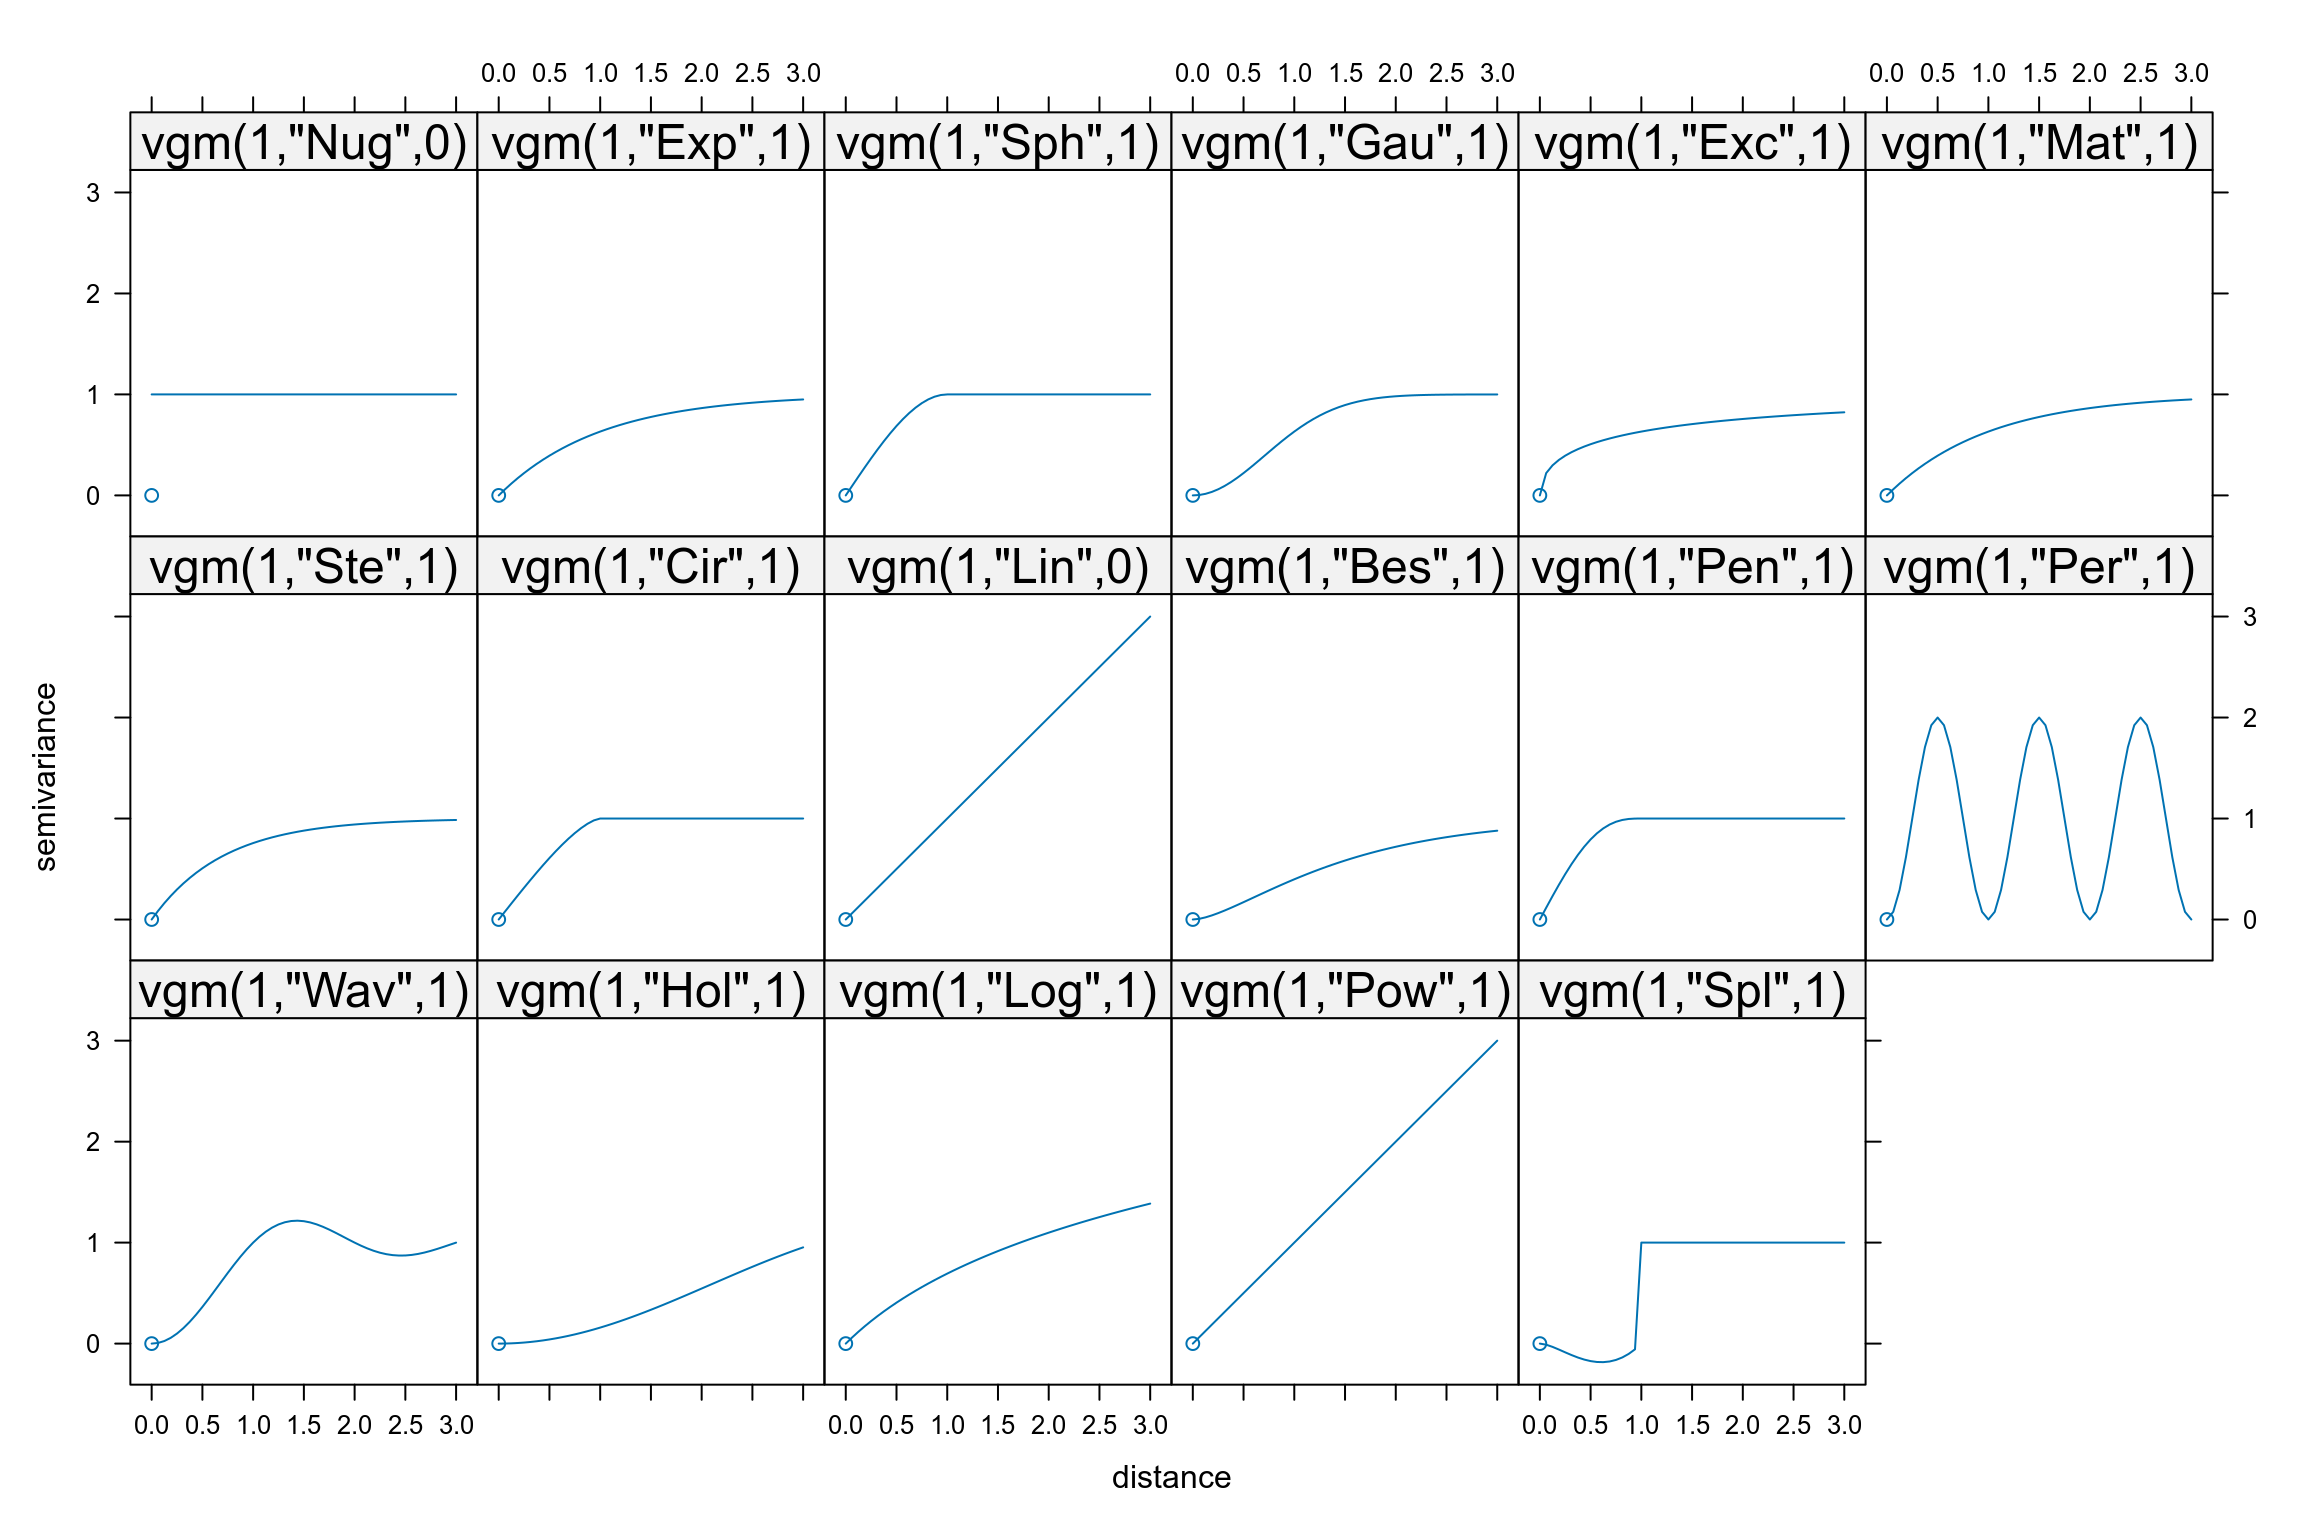 0.0 0.5 1.0 1.5 2.0 2.5 3.0 0.0 0.5 1.0 1.5 2.0 2.5 3.0 0.0 0.5 1.0 1.5 2.0 2.5 3.0
vgm(1,"Nug",0) vgm(1,"Exp",1) vgm(1,"Sph",1) vgm(1,"Gau",1) vgm(1,"Exc",1) vgm(1,"Mat",1)
3
2
1
0
vgm(1,"Ste",1) vgm(1,"Cir",1) vgm(1,"Lin",0) vgm(1,"Bes",1) vgm(1,"Pen",1) vgm(1,"Per",1)
3
2
1
0
semivariance
vgm(1,"Wav",1) vgm(1,"Hol",1) vgm(1,"Log",1) vgm(1,"Pow",1) vgm(1,"Spl",1)
3
2
1
0
0.0 0.5 1.0 1.5 2.0 2.5 3.0 0.0 0.5 1.0 1.5 2.0 2.5 3.0 0.0 0.5 1.0 1.5 2.0 2.5 3.0
distance